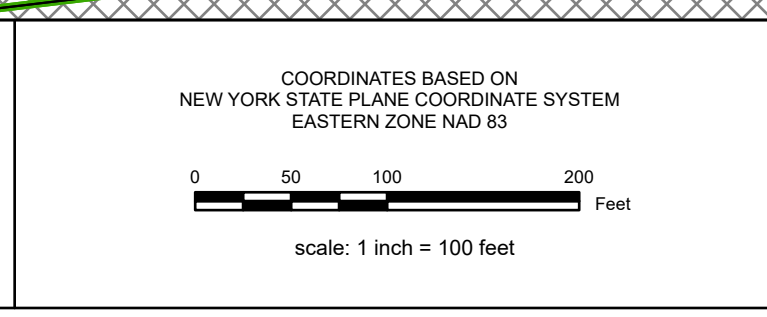 COORDINATES BASED ON
NEW YORK STATE PLANE COORDINATE SYSTEM
EASTERN ZONE NAD 83
0 50 100 200
Feet
scale: 1 inch = 100 feet